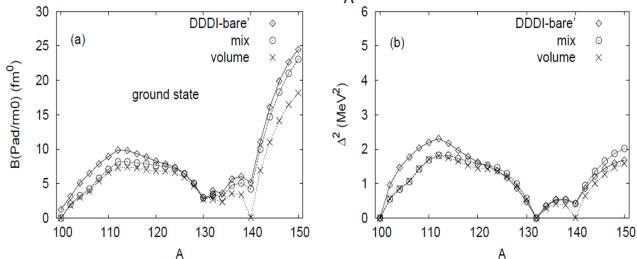 A
DDDI-bare'
mix
volume
(a)
ground state
B(Pad/rm0) (fm⁰)
30
25
20
15
10
5
0
100 110 120 130 140 150
A
DDDI-bare'
mix
volume
(b)
Δ² (MeV²)
6
5
4
3
2
1
0
100 110 120 130 140 150
A